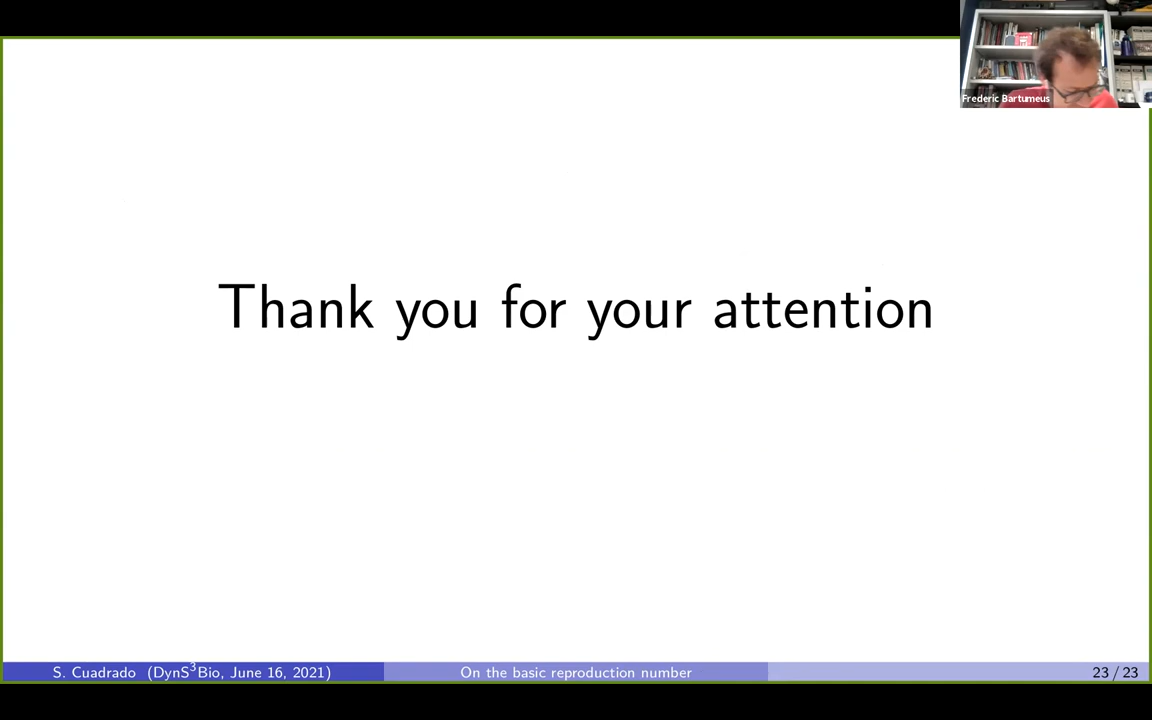 Frederic Bartumeus
Thank you for your attention
S. Cuadrado (DynS³Bio, June 16, 2021)
On the basic reproduction number
23 / 23